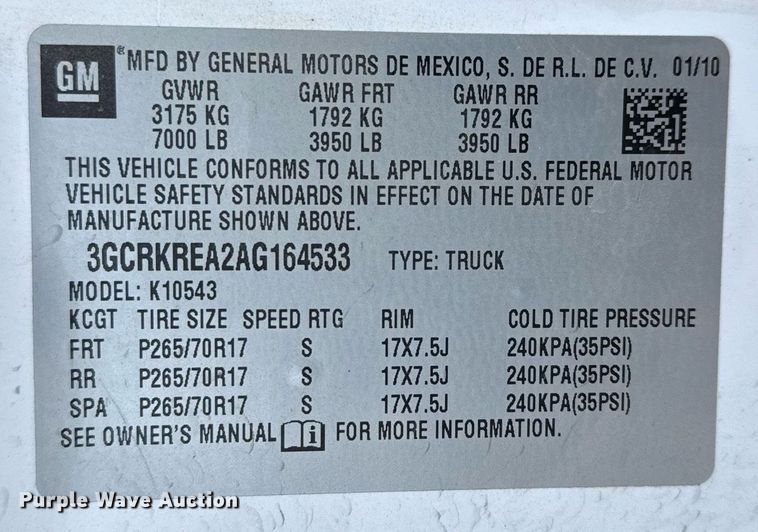 GM ® MFD BY GENERAL MOTORS DE MEXICO, S. DE R.L. DE C.V. 01/10
GVWR GAWR FRT GAWR RR
3175 KG 1792 KG 1792 KG
7000 LB 3950 LB 3950 LB
THIS VEHICLE CONFORMS TO ALL APPLICABLE U.S. FEDERAL MOTOR
VEHICLE SAFETY STANDARDS IN EFFECT ON THE DATE OF
MANUFACTURE SHOWN ABOVE.
3GCRKREA2AG164533 TYPE: TRUCK
MODEL: K10543
KCGT TIRE SIZE SPEED RTG RIM COLD TIRE PRESSURE
FRT P265/70R17 S 17X7.5J 240KPA(35PSI)
RR P265/70R17 S 17X7.5J 240KPA(35PSI)
SPA P265/70R17 S 17X7.5J 240KPA(35PSI)
SEE OWNER'S MANUAL i FOR MORE INFORMATION.
Purple Wave Auction